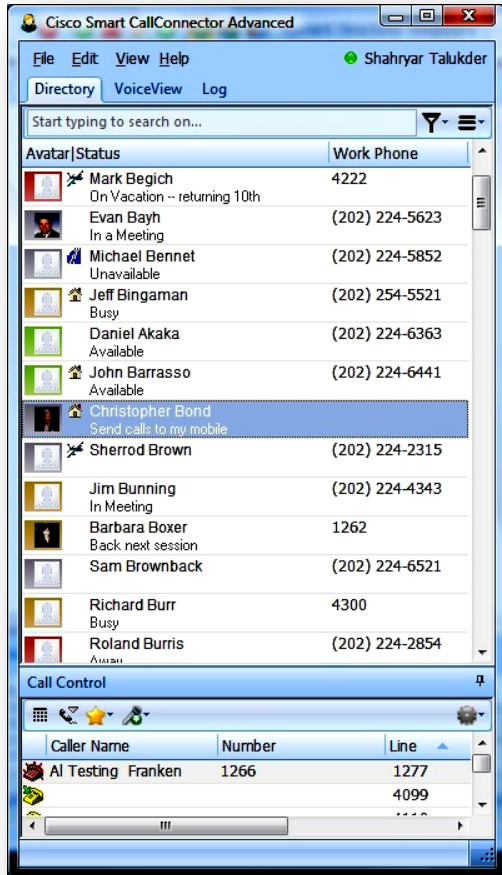 Cisco Smart CallConnector Advanced
File Edit View Help Shahryar Talukder
Directory VoiceView Log
Start typing to search on...
Avatar|Status Work Phone
Mark Begich 4222
On Vacation -- returning 10th
Evan Bayh (202) 224-5623
In a Meeting
Michael Bennet (202) 224-5852
Unavailable
Jeff Bingaman (202) 254-5521
Busy
Daniel Akaka (202) 224-6363
Available
John Barrasso (202) 224-6441
Available
Christopher Bond
Send calls to my mobile
Sherrod Brown (202) 224-2315
Jim Bunning (202) 224-4343
In Meeting
Barbara Boxer 1262
Back next session
Sam Brownback (202) 224-6521
Richard Burr 4300
Busy
Roland Burris (202) 224-2854
Away
Call Control
Caller Name Number Line
Al Testing Franken 1266 1277
4099